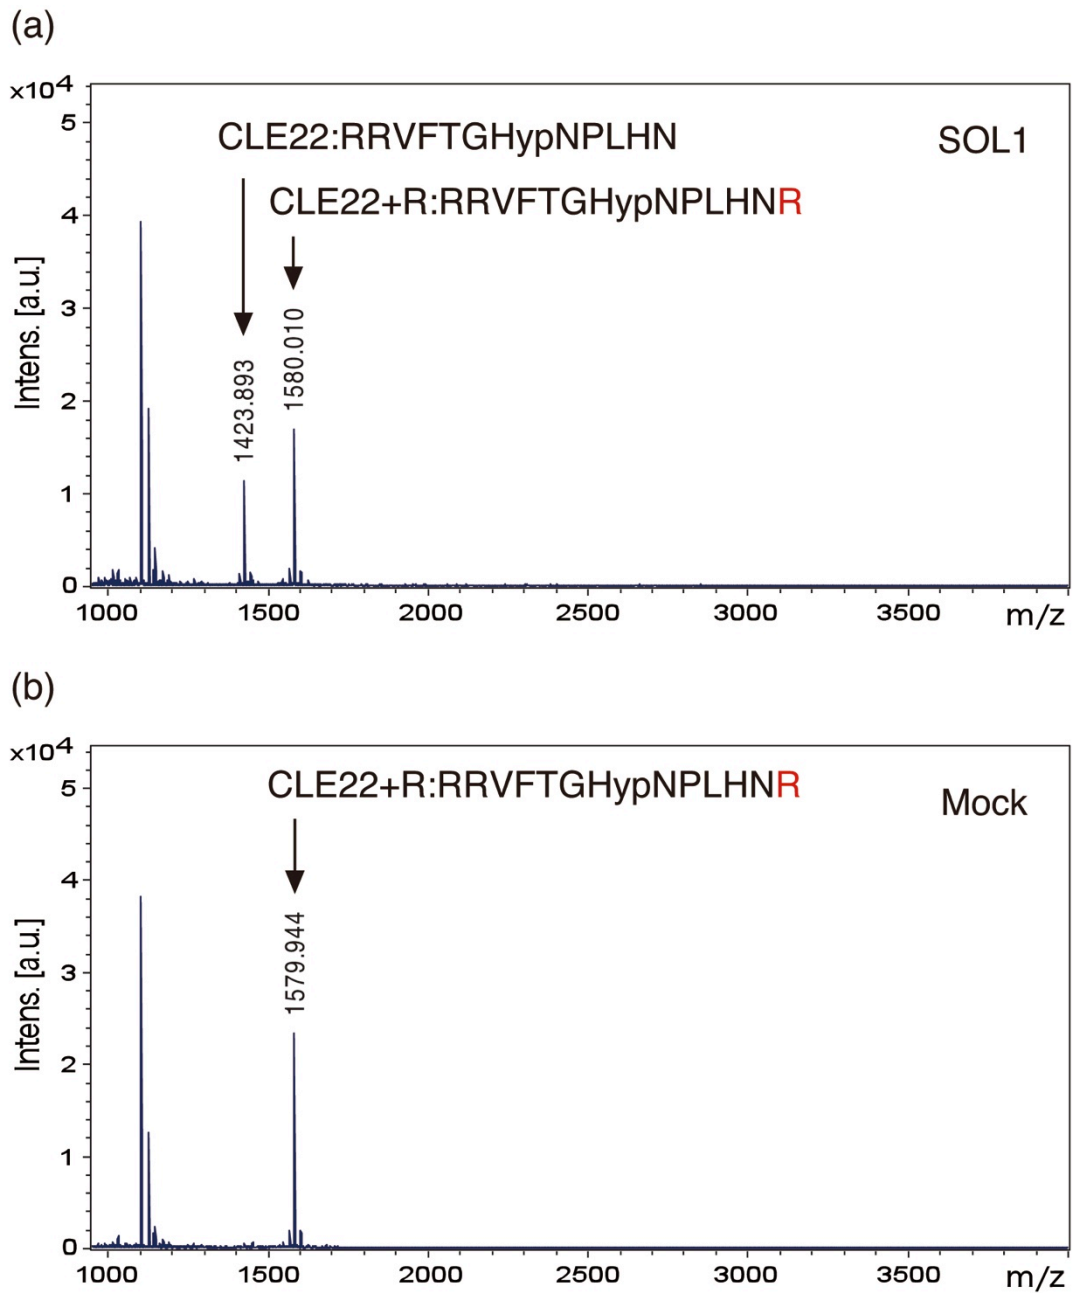 (a)
x10⁴
5
4
3
2
1
0
Intens. [a.u.]
CLE22:RRVFTGHypNPLHN
SOL1
CLE22+R:RRVFTGHypNPLHNR
1423.893
1580.010
1000 1500 2000 2500 3000 3500 m/z
(b)
x10⁴
5
4
3
2
1
0
Intens. [a.u.]
CLE22+R:RRVFTGHypNPLHNR
Mock
1579.944
1000 1500 2000 2500 3000 3500 m/z